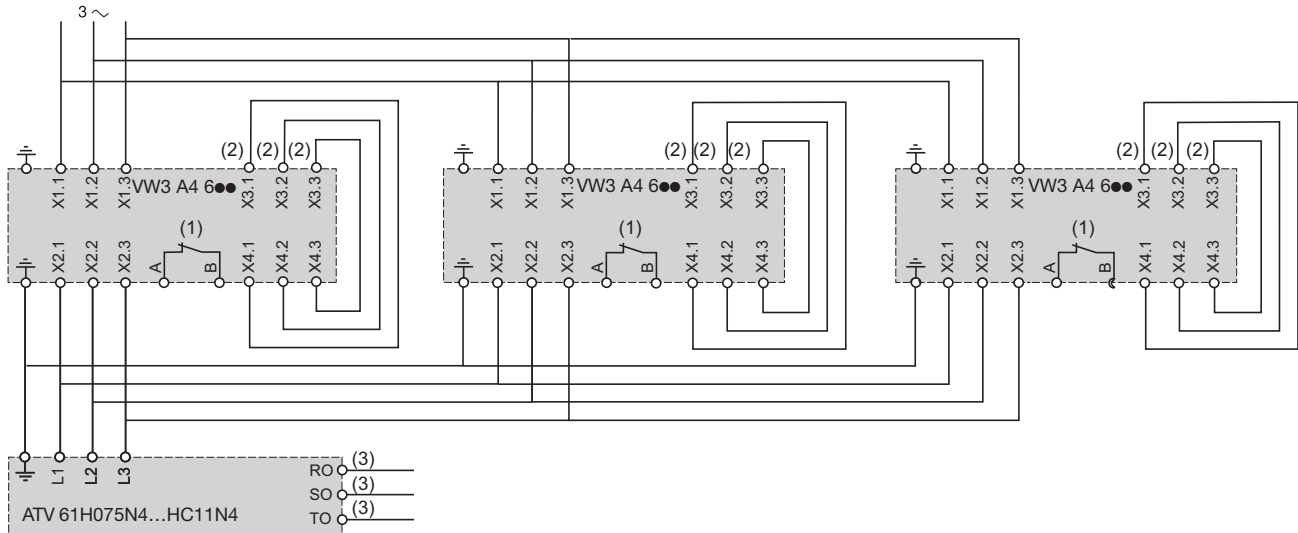 3 ~
(2) (2) (2) (2) (2) (2) (2) (2) (2)
X1.1 X1.2 X1.3 VW3 A4 6●● X3.1 X3.2 X3.3 X1.1 X1.2 X1.3 VW3 A4 6●● X3.1 X3.2 X3.3 X1.1 X1.2 X1.3 VW3 A4 6●● X3.1 X3.2 X3.3
(1) (1) (1)
X2.1 X2.2 X2.3 A B X4.1 X4.2 X4.3 X2.1 X2.2 X2.3 A B X4.1 X4.2 X4.3 X2.1 X2.2 X2.3 A B X4.1 X4.2 X4.3
L1 L2 L3
RO (3)
SO (3)
TO (3)
ATV 61H075N4...HC11N4